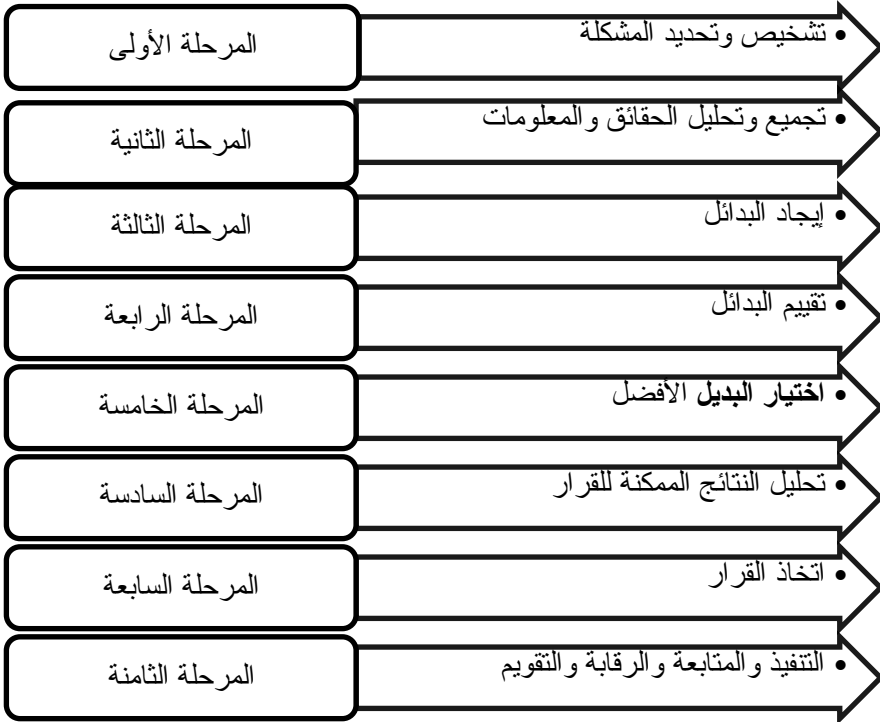 المرحلة الأولى
• تشخيص وتحديد المشكلة
المرحلة الثانية
• تجميع وتحليل الحقائق والمعلومات
المرحلة الثالثة
• إيجاد البدائل
المرحلة الرابعة
• تقييم البدائل
المرحلة الخامسة
• اختيار البديل الأفضل
المرحلة السادسة
• تحليل النتائج الممكنة للقرار
المرحلة السابعة
• اتخاذ القرار
المرحلة الثامنة
• التنفيذ والمتابعة والرقابة والتقويم